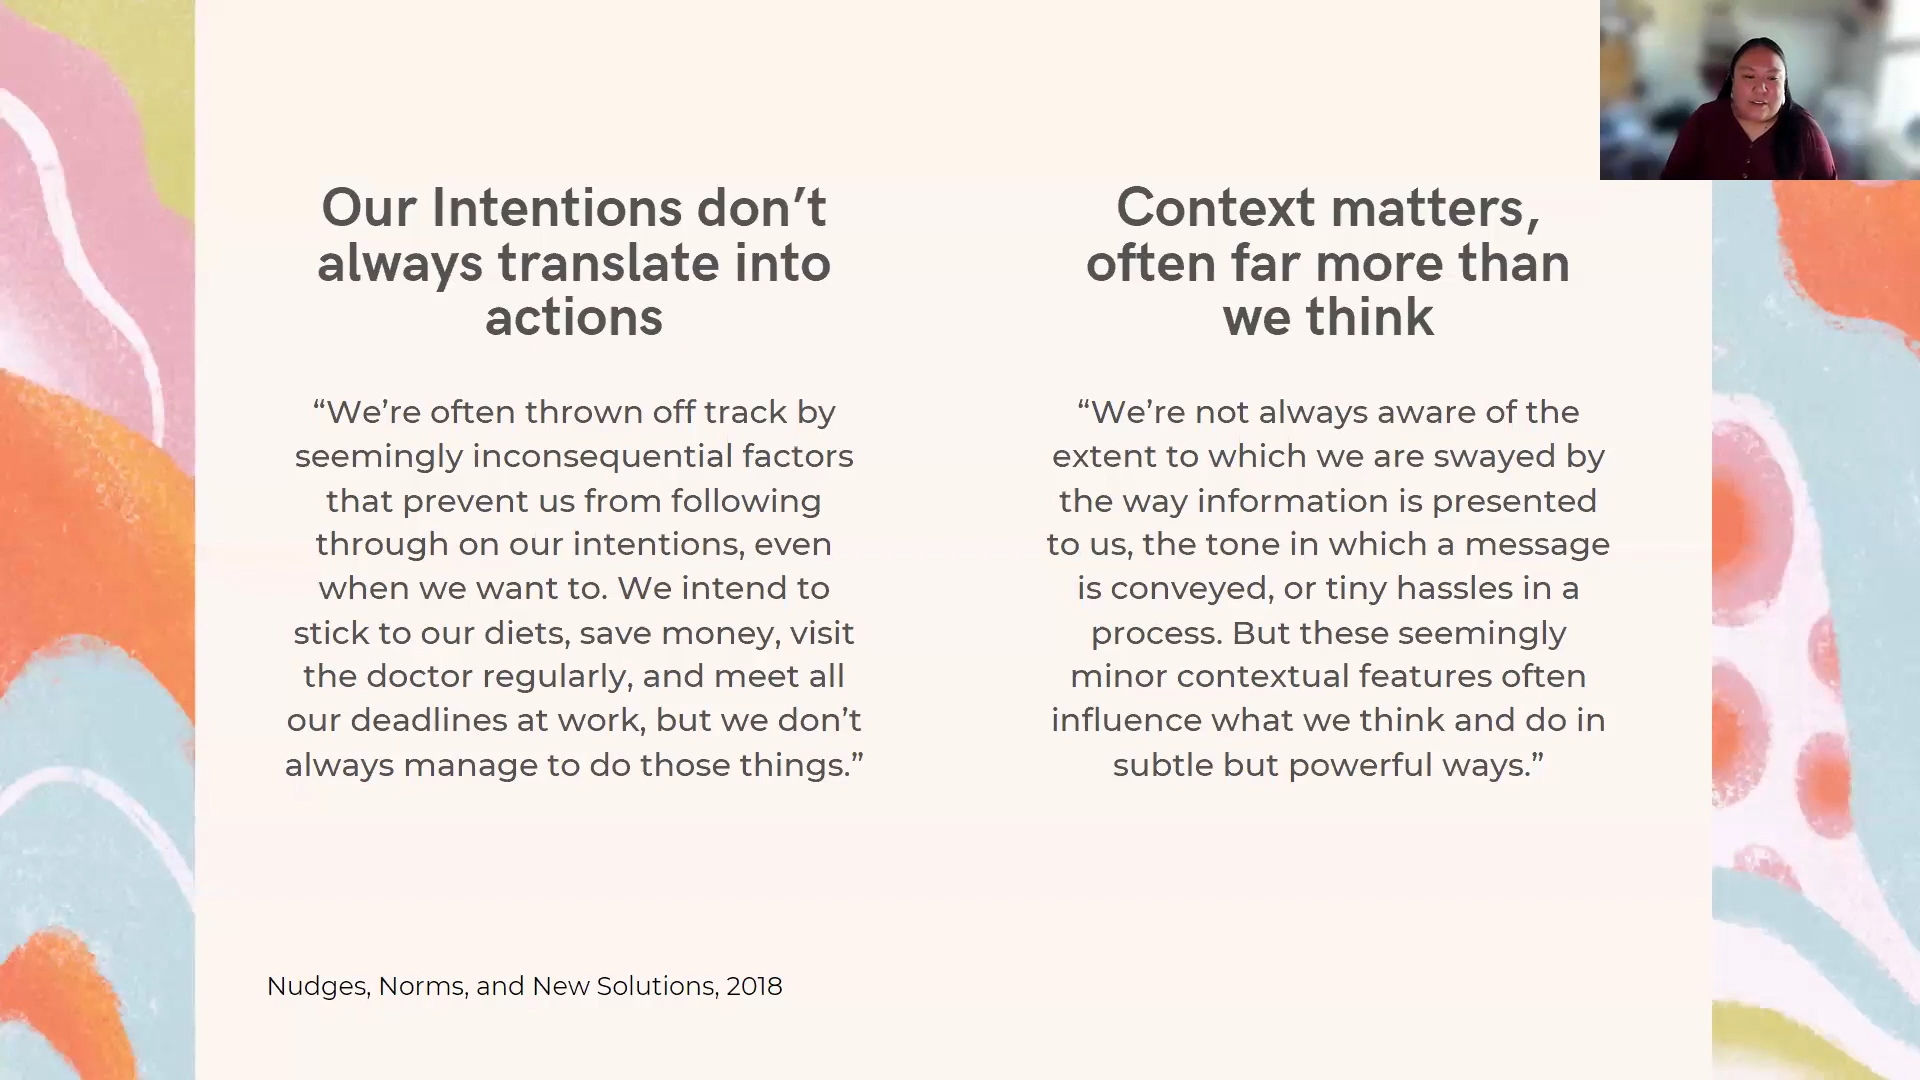 Our Intentions don’t
always translate into
actions
“We’re often thrown off track by
seemingly inconsequential factors
that prevent us from following
through on our intentions, even
when we want to. We intend to
stick to our diets, save money, visit
the doctor regularly, and meet all
our deadlines at work, but we don’t
always manage to do those things.”
Context matters,
often far more than
we think
“We’re not always aware of the
extent to which we are swayed by
the way information is presented
to us, the tone in which a message
is conveyed, or tiny hassles in a
process. But these seemingly
minor contextual features often
influence what we think and do in
subtle but powerful ways.”
Nudges, Norms, and New Solutions, 2018